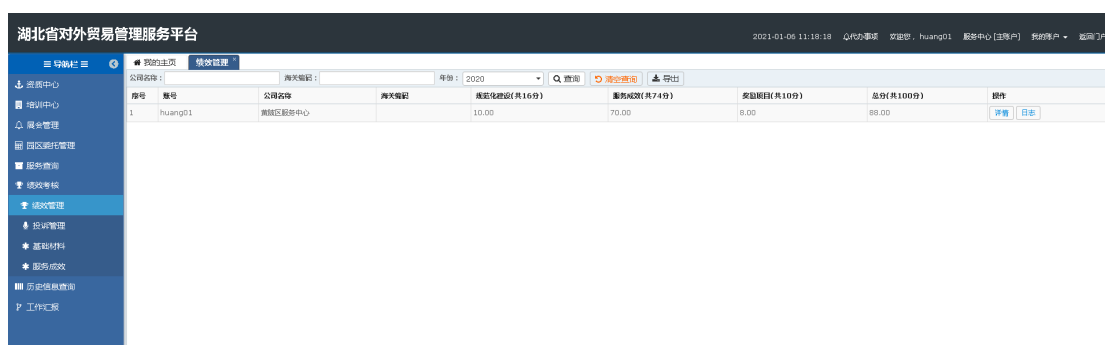 湖北省对外贸易管理服务平台
2021-01-06 11:18:18 代办事项 欢迎您，huang01 服务中心 [主账户] 我的账户 返回门户
导航栏 我的主页 绩效管理 ×
公司名称： 海关编码： 年份： 2020 查询 清空查询 导出
序号 账号 公司名称 海关编码 规范化建设(共16分) 服务成效(共74分) 奖励项目(共10分) 总分(共100分) 操作
1 huang01 黄陂区服务中心 10.00 70.00 8.00 88.00 详情 日志
资质中心
培训中心
展会管理
园区委托管理
服务查询
绩效考核
绩效管理
投诉管理
基础材料
服务成效
历史信息查询
工作汇报